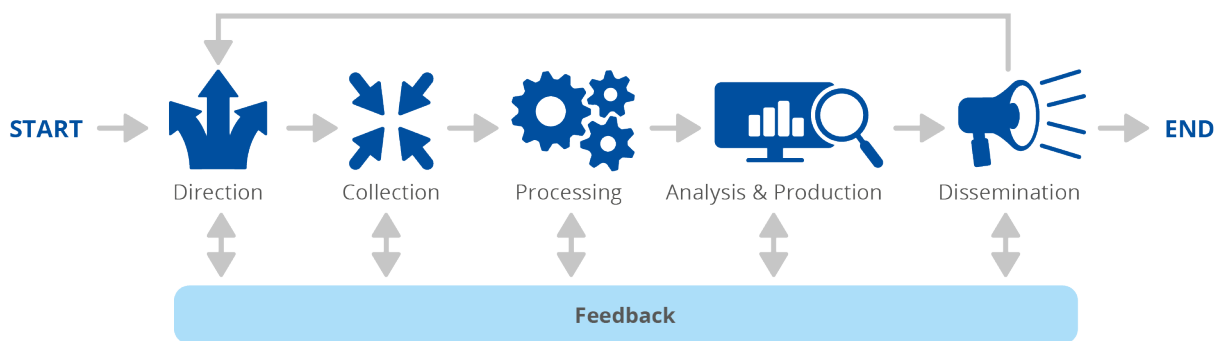 START
Direction
Collection
Processing
Analysis & Production
Dissemination
END
Feedback